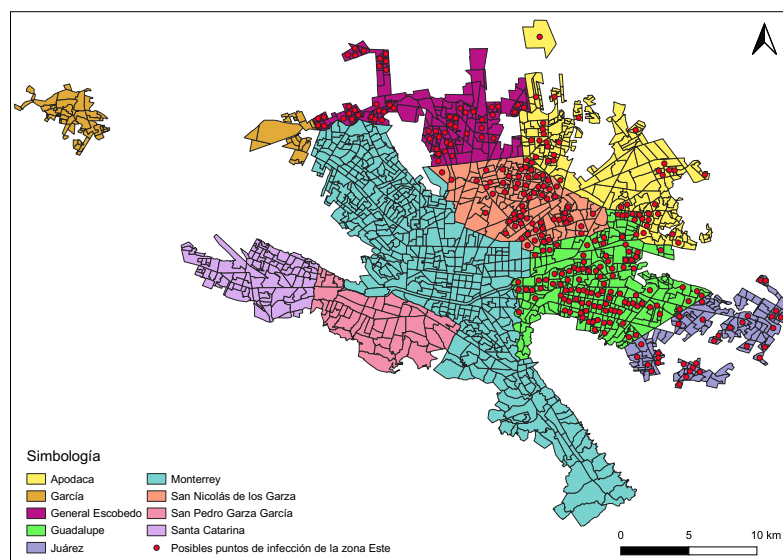 Simbología
Apodaca
García
General Escobedo
Guadalupe
Juárez
Monterrey
San Nicolás de los Garza
San Pedro Garza García
Santa Catarina
Posibles puntos de infección de la zona Este
0 5 10 km